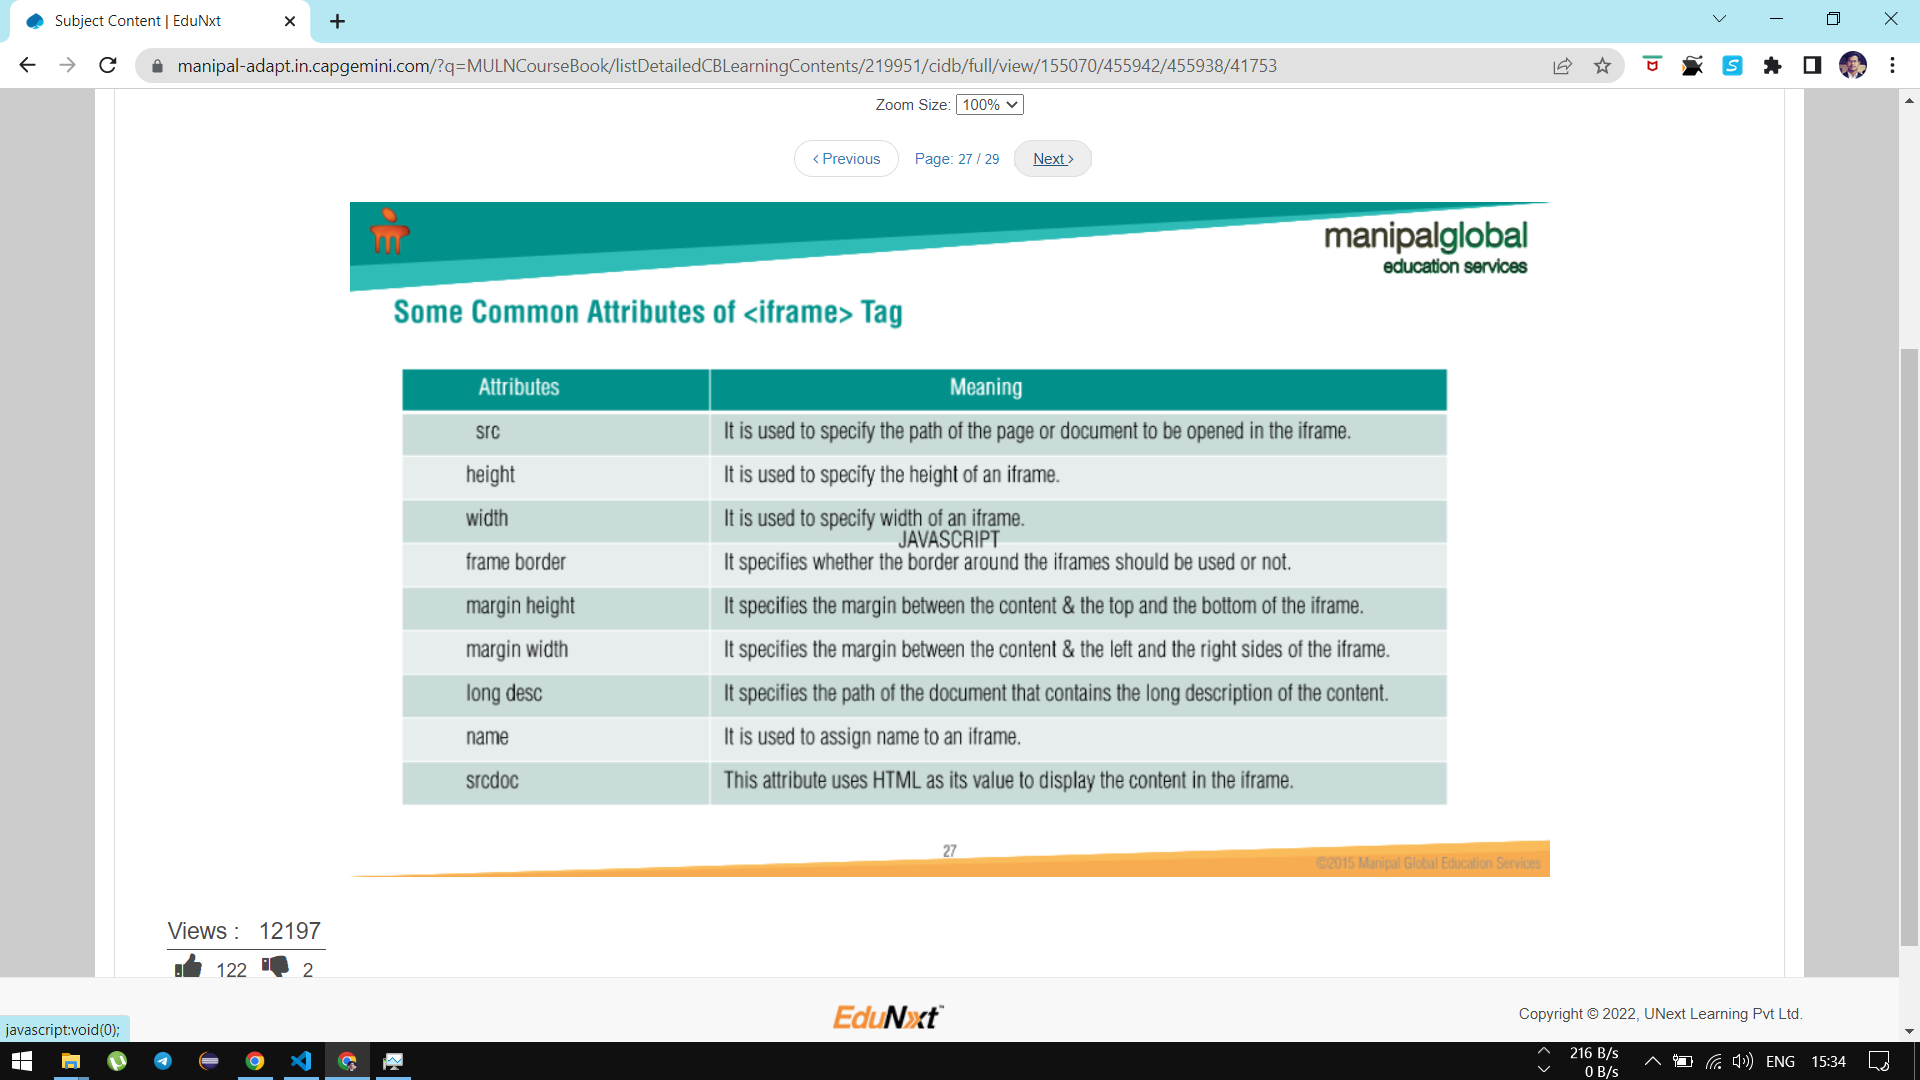 Subject Content | EduNxt
manipal-adapt.in.capgemini.com/?q=MULNCourseBook/listDetailedCBLearningContents/219951/cidb/full/view/155070/455942/455938/41753
Zoom Size: 100%
‹ Previous Page: 27 / 29 Next ›
manipalglobal
education services
Some Common Attributes of <iframe> Tag
Attributes Meaning
src It is used to specify the path of the page or document to be opened in the iframe.
height It is used to specify the height of an iframe.
width It is used to specify width of an iframe.
JAVASCRIPT
frame border It specifies whether the border around the iframes should be used or not.
margin height It specifies the margin between the content & the top and the bottom of the iframe.
margin width It specifies the margin between the content & the left and the right sides of the iframe.
long desc It specifies the path of the document that contains the long description of the content.
name It is used to assign name to an iframe.
srcdoc This attribute uses HTML as its value to display the content in the iframe.
27
©2015 Manipal Global Education Services
Views : 12197
122 2
EduNxt™
Copyright © 2022, UNext Learning Pvt Ltd.
javascript:void(0);
216 B/s
0 B/s
ENG 15:34